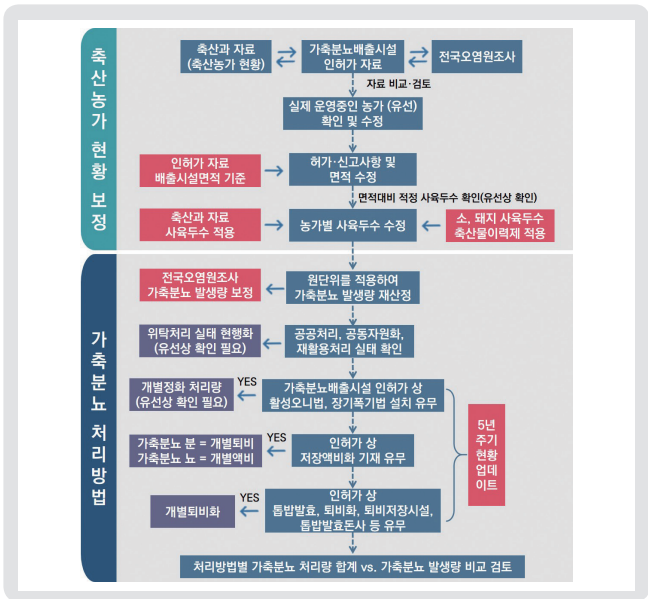 축산농가 현황 보정
축산과 자료
(축산농가 현황)
가축분뇨배출시설
인허가 자료
전국오염원조사
자료 비교·검토
실제 운영중인 농가 (유선)
확인 및 수정
인허가 자료
배출시설면적 기준
허가·신고사항 및
면적 수정
면적대비 적정 사육두수 확인(유선상 확인)
축산과 자료
사육두수 적용
농가별 사육두수 수정
소, 돼지 사육두수
축산물이력제 적용
가축분뇨 처리방법
전국오염원조사
가축분뇨 발생량 보정
원단위를 적용하여
가축분뇨 발생량 재산정
위탁처리 실태 현행화
(유선상 확인 필요)
공공처리, 공동자원화,
재활용처리 실태 확인
개별정화 처리량
(유선상 확인 필요)
YES
가축분뇨배출시설 인허가 상
활성오니법, 장기폭기법 설치 유무
가축분뇨 분 = 개별퇴비
가축분뇨 뇨 = 개별액비
YES
인허가 상
저장액비화 기재 유무
개별퇴비화
YES
인허가 상
톱밥발효, 퇴비화, 퇴비저장시설,
톱밥발효돈사 등 유무
5년
주기
현황
업데
이트
처리방법별 가축분뇨 처리량 합계 vs. 가축분뇨 발생량 비교 검토